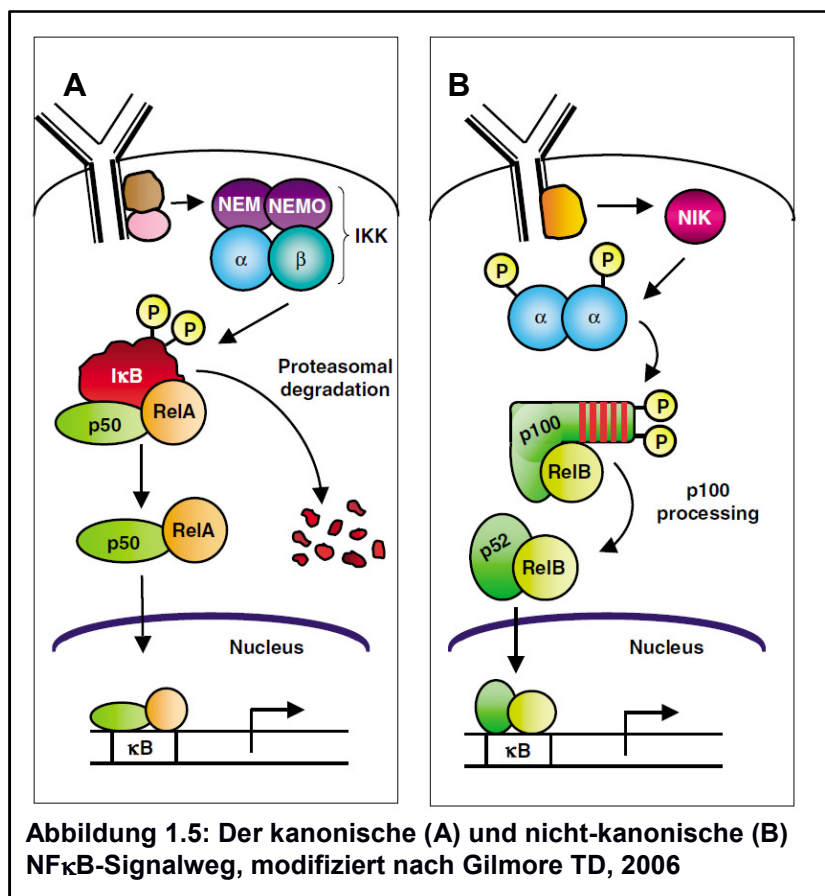 A
NEM NEMO
IKK
α β
P
P
IκB
Proteasomal
degradation
RelA
p50
RelA
p50
Nucleus
κB
B
NIK
P
P
α α
p100
P
P
RelB
p100
processing
p52
RelB
Nucleus
κB
Abbildung 1.5: Der kanonische (A) und nicht-kanonische (B)
NFκB-Signalweg, modifiziert nach Gilmore TD, 2006